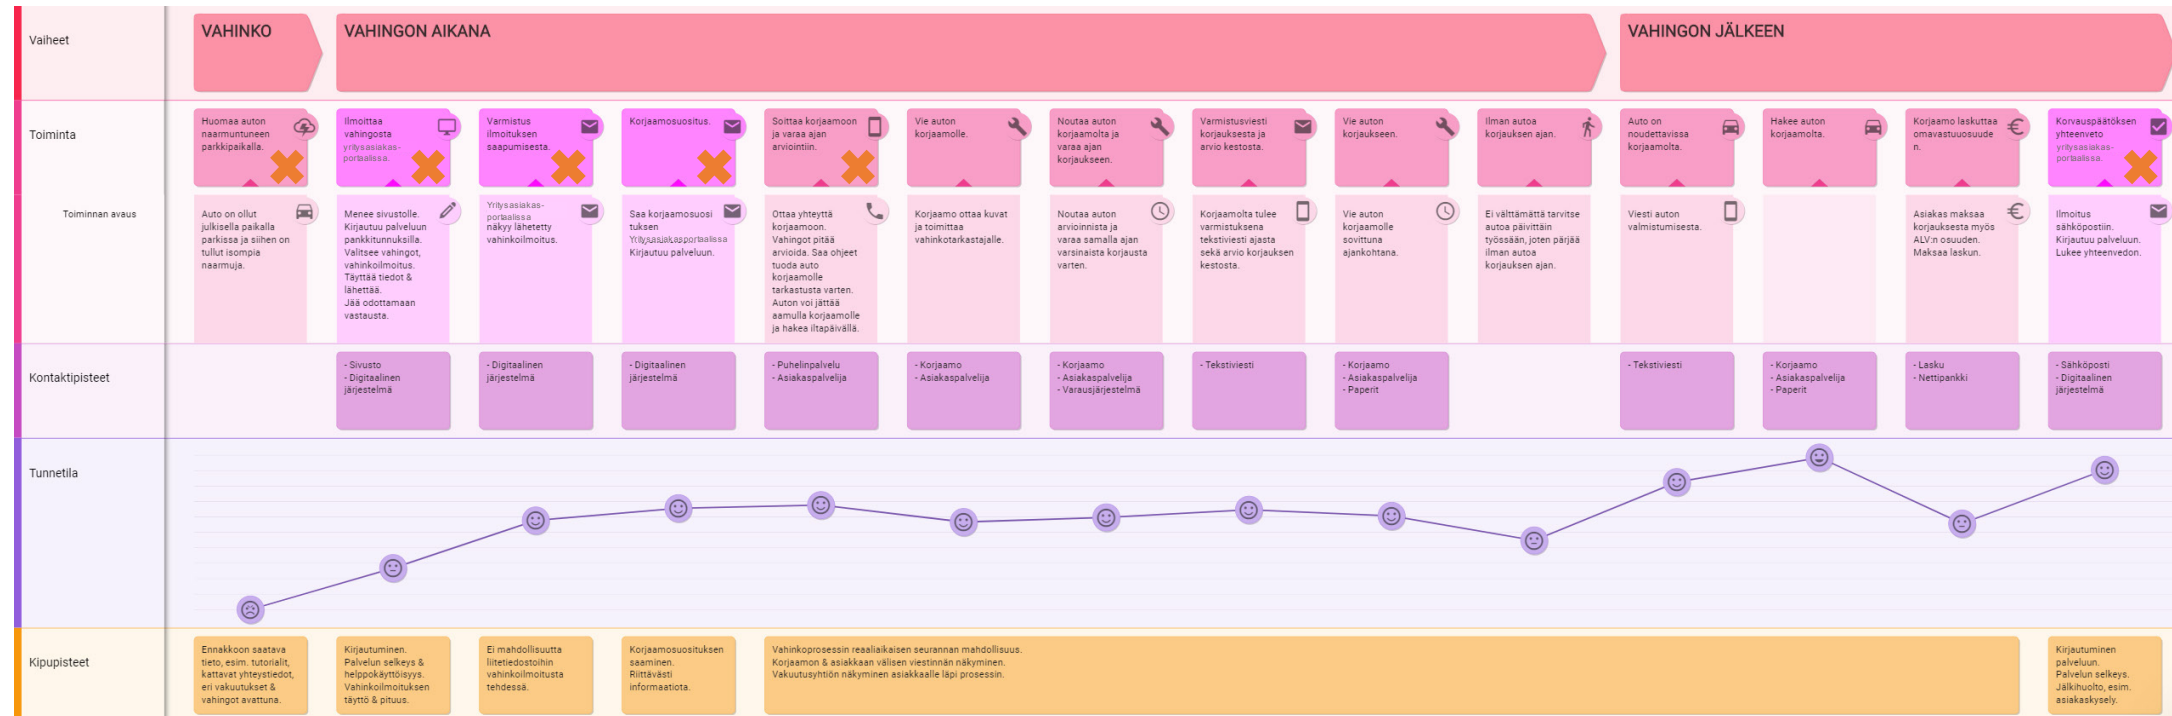 Vaiheet
VAHINKO
VAHINGON AIKANA
VAHINGON JÄLKEEN
Toiminta
Huomaa auton
naarmuntuneen
parkkipaikalla.
Ilmoittaa
vahingosta
yritysasiakas-
portaalissa.
Varmistus
ilmoituksen
saapumisesta.
Korjaamosuositus.
Soittaa korjaamoon
ja varaa ajan
arviointiin.
Vie auton
korjaamolle.
Noutaa auton
korjaamolta ja
varaa ajan
korjaukseen.
Varmistusviesti
korjauksesta ja
arvio kestosta.
Vie auton
korjaukseen.
Ilman autoa
korjauksen ajan.
Auto on
noudettavissa
korjaamolta.
Hakee auton
korjaamolta.
Korjaamo laskuttaa
omavastuuosuude
n.
Korvauspäätöksen
yhteenveto
yritysasiakas-
portaalissa.
Toiminnan avaus
Auto on ollut
julkisella paikalla
parkissa ja siihen on
tullut isompia
naarmuja.
Menee sivustolle.
Kirjautuu palveluun
pankkitunnuksilla.
Valitsee vahingot,
vahinkoilmoitus.
Täyttää tiedot &
lähettää.
Jää odottamaan
vastausta.
Yritysasiakas-
portaalissa
näkyy lähetetty
vahinkoilmoitus.
Saa korjaamosuosi
tuksen
Yritysasiakasportaalissa
Kirjautuu palveluun.
Ottaa yhteyttä
korjaamoon.
Vahingot pitää
arvioida. Saa ohjeet
tuoda auto
korjaamolle
tarkastusta varten.
Auton voi jättää
aamulla korjaamolle
ja hakea iltapäivällä.
Korjaamo ottaa kuvat
ja toimittaa
vahinkotarkastajalle.
Noutaa auton
arvioinnista ja
varaa samalla ajan
varsinaista korjausta
varten.
Korjaamolta tulee
varmistuksena
tekstiviesti ajasta
sekä arvio korjauksen
kestosta.
Vie auton
korjaamolle
sovittuna
ajankohtana.
Ei välttämättä tarvitse
autoa päivittäin
työssään, joten pärjää
ilman autoa
korjauksen ajan.
Viesti auton
valmistumisesta.
Asiakas maksaa
korjauksesta myös
ALV:n osuuden.
Maksaa laskun.
Ilmoitus
sähköpostiin.
Kirjautuu palveluun.
Lukee yhteenvedon.
Kontaktipisteet
- Sivusto
- Digitaalinen
järjestelmä
- Digitaalinen
järjestelmä
- Digitaalinen
järjestelmä
- Puhelinpalvelu
- Asiakaspalvelija
- Korjaamo
- Asiakaspalvelija
- Korjaamo
- Asiakaspalvelija
- Varausjärjestelmä
- Tekstiviesti
- Korjaamo
- Asiakaspalvelija
- Paperit
- Tekstiviesti
- Korjaamo
- Asiakaspalvelija
- Paperit
- Lasku
- Nettipankki
- Sähköposti
- Digitaalinen
järjestelmä
Tunnetila
Kipupisteet
Ennakkoon saatava
tieto, esim. tutorialit,
kattavat yhteystiedot,
eri vakuutukset &
vahingot avattuna.
Kirjautuminen.
Palvelun selkeys &
helppokäyttöisyys.
Vahinkoilmoituksen
täyttö & pituus.
Ei mahdollisuutta
liitetiedostoihin
vahinkoilmoitusta
tehdessä.
Korjaamosuosituksen
saaminen.
Riittävästi
informaatiota.
Vahinkoprosessin reaaliaikaisen seurannan mahdollisuus.
Korjaamon & asiakkaan välisen viestinnän näkyminen.
Vakuutusyhtiön näkyminen asiakkaalle läpi prosessin.
Kirjautuminen
palveluun.
Palvelun selkeys.
Jälkihuolto, esim.
asiakaskysely.